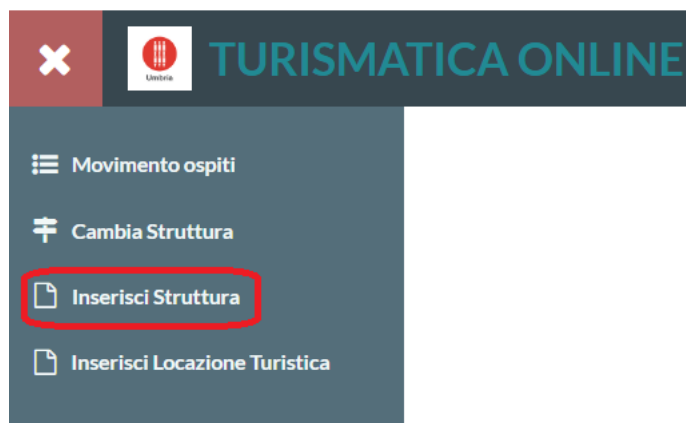 TURISMATICA ONLINE
Umbria
Movimento ospiti
Cambia Struttura
Inserisci Struttura
Inserisci Locazione Turistica